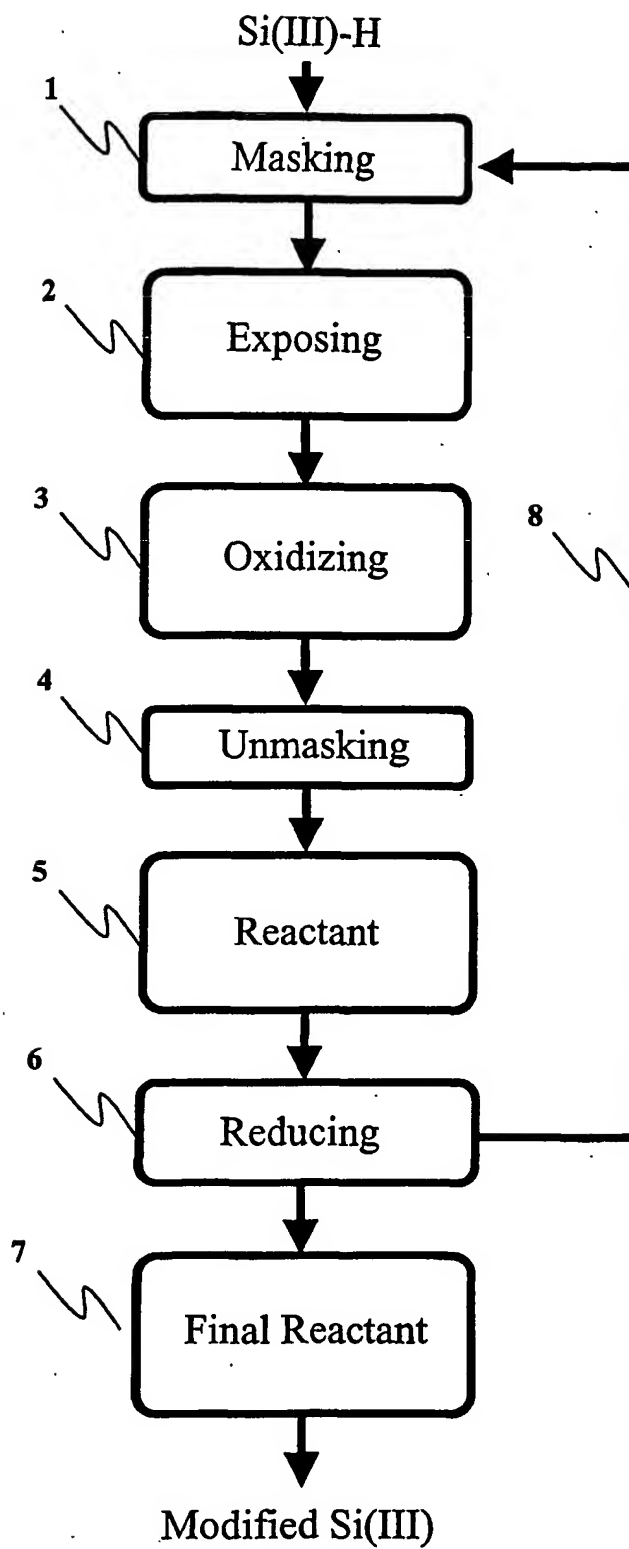 Si(III)-H
1
Masking
2
Exposing
3
Oxidizing
8
4
Unmasking
5
Reactant
6
Reducing
7
Final Reactant
Modified Si(III)